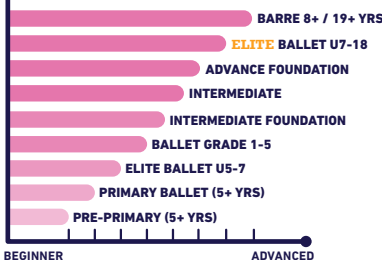 BARRE 8+ / 19+ YRS
ELITE BALLET U7-18
ADVANCE FOUNDATION
INTERMEDIATE
INTERMEDIATE FOUNDATION
BALLET GRADE 1-5
ELITE BALLET U5-7
PRIMARY BALLET (5+ YRS)
PRE-PRIMARY (5+ YRS)
BEGINNER ADVANCED